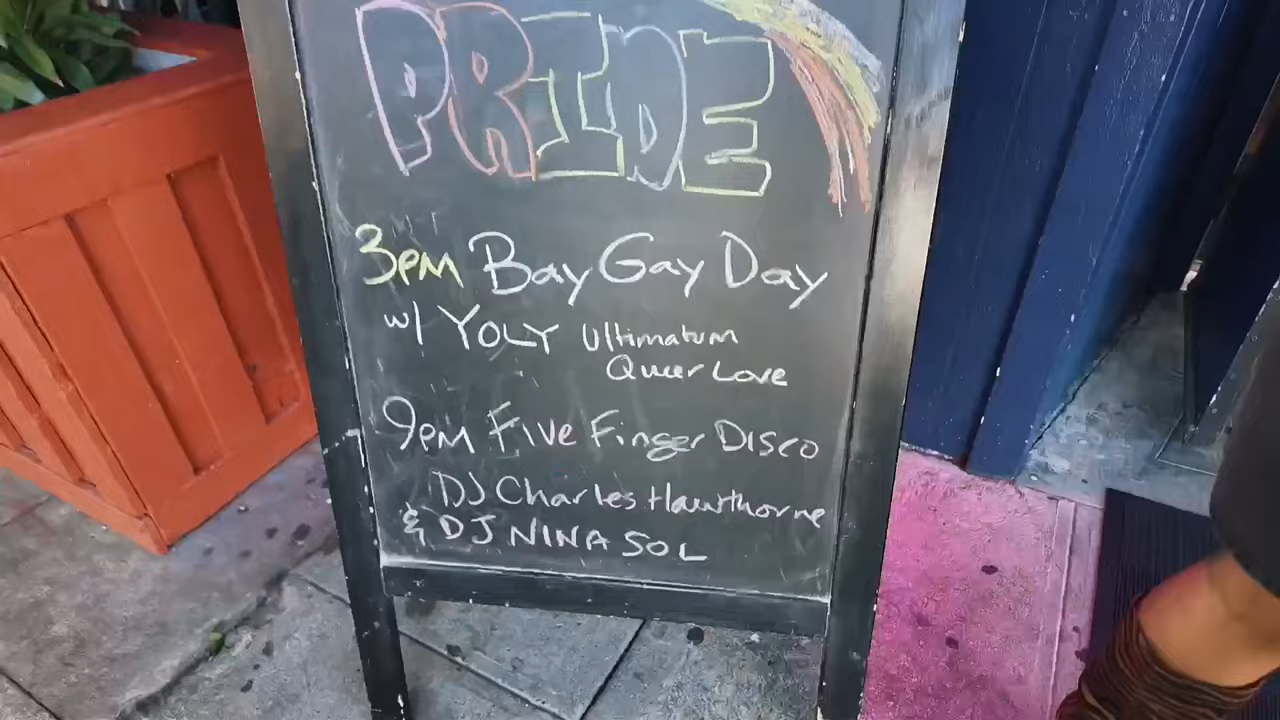 PRIDE
3PM Bay Gay Day
w/ YOLY Ultimatum
Queer Love
9PM Five Finger Disco
DJ Charles Hawthorne
& DJ NINA SOL